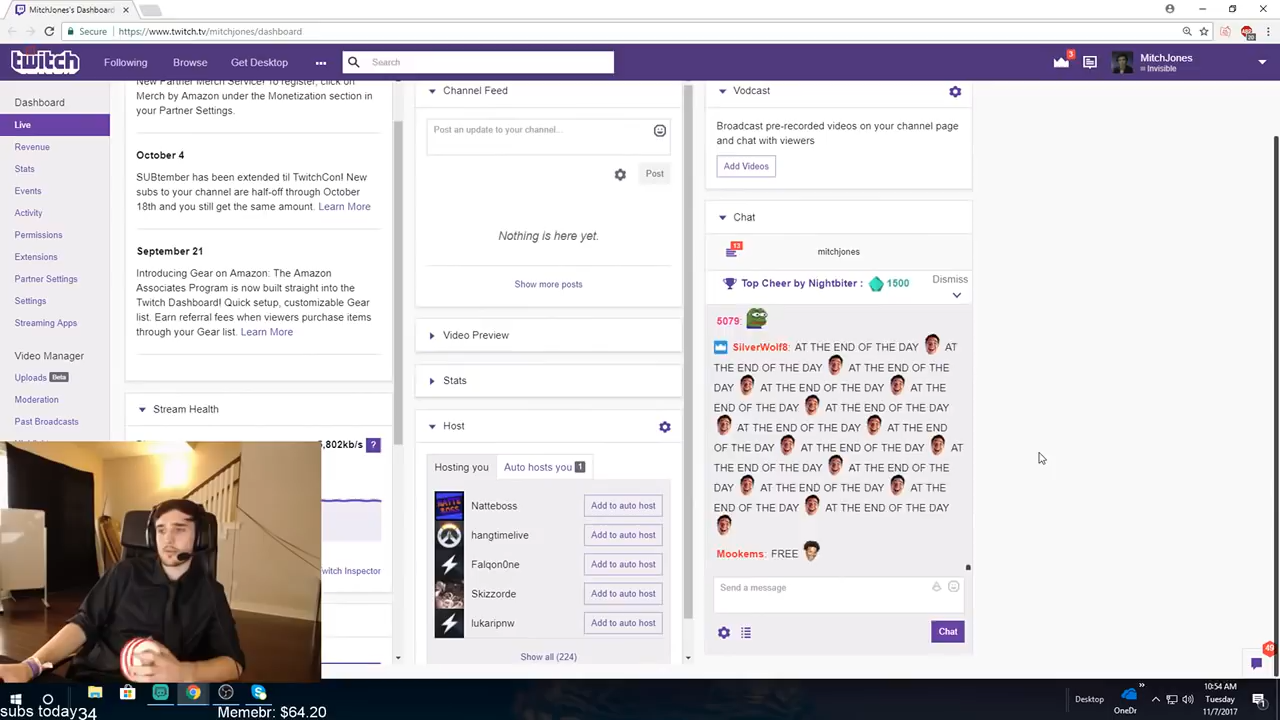 MitchJones's Dashboard
Secure
https://www.twitch.tv/mitchjones/dashboard
twitch
Following
Browse
Get Desktop
Search
3
MitchJones
= Invisible
Dashboard
Live
Revenue
Stats
Events
Activity
Permissions
Extensions
Partner Settings
Settings
Streaming Apps
Video Manager
Uploads Beta
Moderation
Past Broadcasts
New Partner Merch Servicer To register, click on
Merch by Amazon under the Monetization section in
your Partner Settings.
October 4
SUBtember has been extended til TwitchCon! New
subs to your channel are half-off through October
18th and you still get the same amount. Learn More
September 21
Introducing Gear on Amazon: The Amazon
Associates Program is now built straight into the
Twitch Dashboard! Quick setup, customizable Gear
list. Earn referral fees when viewers purchase items
through your Gear list. Learn More
Stream Health
5,802kb/s ?
witch Inspector
Channel Feed
Post an update to your channel...
Post
Nothing is here yet.
Show more posts
Video Preview
Stats
Host
Hosting you
Auto hosts you 1
Natteboss
Add to auto host
hangtimelive
Add to auto host
Falqon0ne
Add to auto host
Skizzorde
Add to auto host
lukaripnw
Add to auto host
Show all (224)
Vodcast
Broadcast pre-recorded videos on your channel page
and chat with viewers
Add Videos
Chat
13
mitchjones
Top Cheer by Nightbiter : 1500
Dismiss
5079:
SilverWolf8: AT THE END OF THE DAY AT
THE END OF THE DAY AT THE END OF THE
DAY AT THE END OF THE DAY AT THE
END OF THE DAY AT THE END OF THE DAY
AT THE END OF THE DAY AT THE END
OF THE DAY AT THE END OF THE DAY AT
THE END OF THE DAY AT THE END OF THE
DAY AT THE END OF THE DAY AT THE
END OF THE DAY AT THE END OF THE DAY
Mookems: FREE
Send a message
Chat
49
subs today34
Memebr: $64.20
Desktop
OneDr
10:54 AM
Tuesday
11/7/2017
1